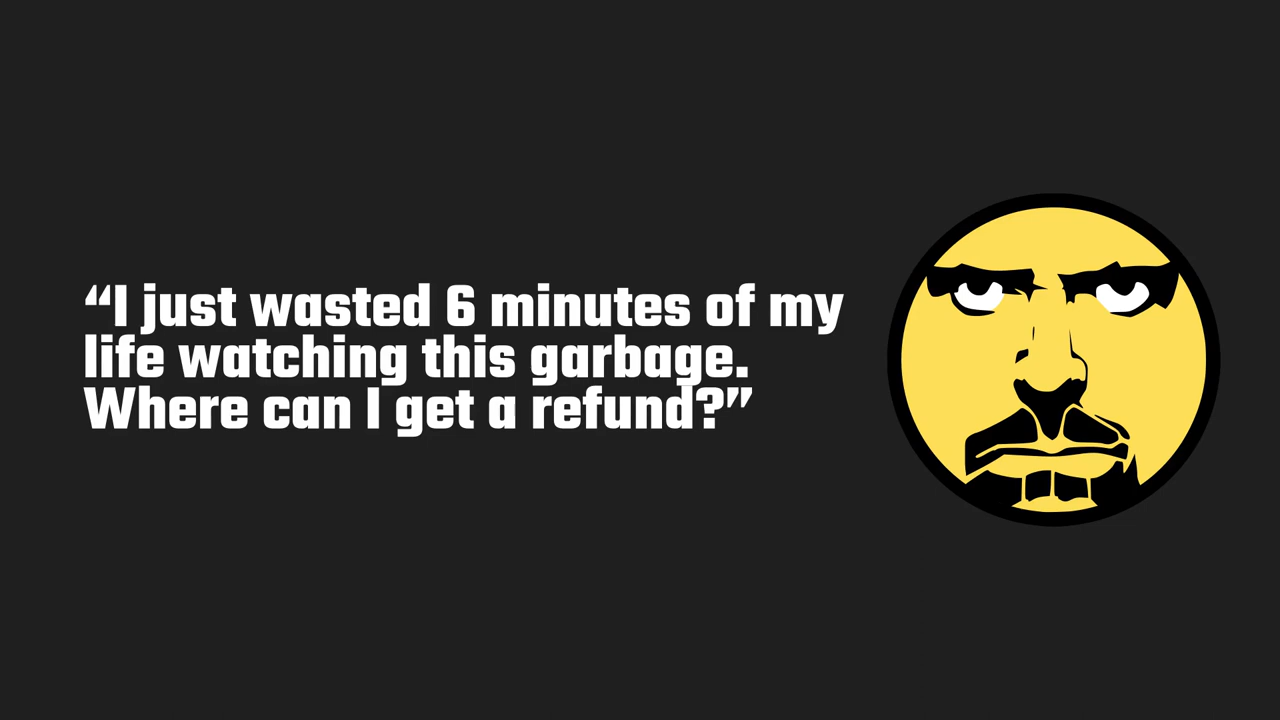 “I just wasted 6 minutes of my
life watching this garbage.
Where can I get a refund?”